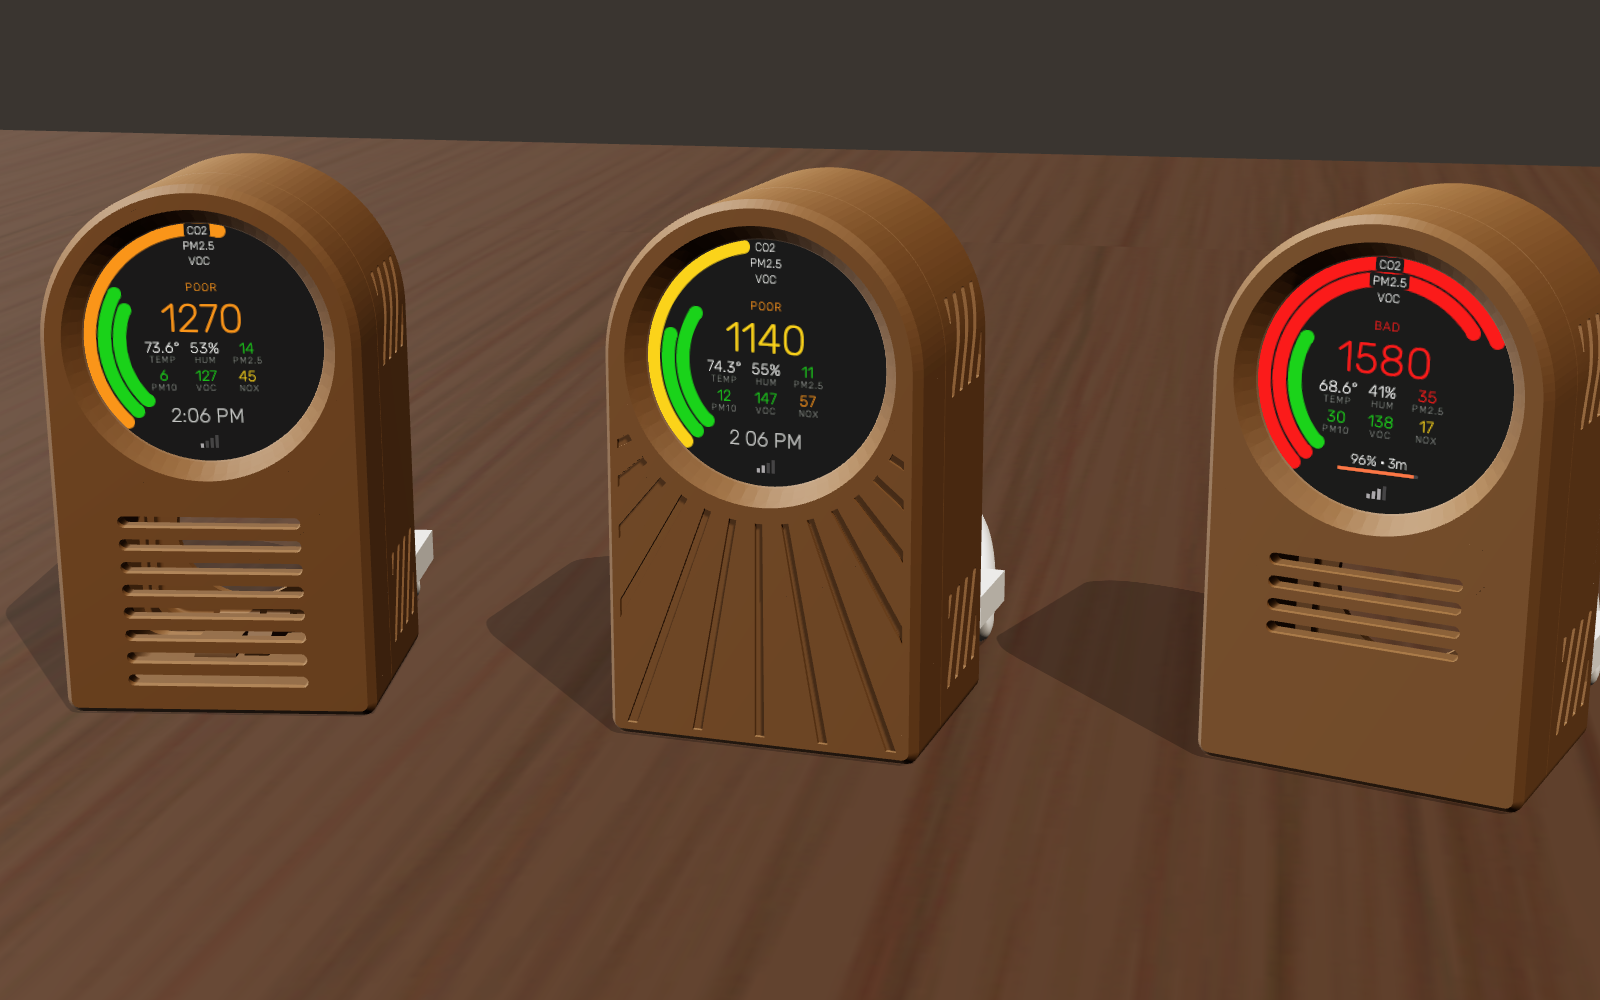 CO2
PM2.5
VOC
POOR
1270
73.6° 53% 14
TEMP HUM PM2.5
6 127 45
PM10 VOC NOX
2:06 PM
CO2
PM2.5
VOC
POOR
1140
74.3° 55% 11
TEMP HUM PM2.5
12 147 57
PM10 VOC NOX
2 06 PM
CO2
PM2.5
VOC
BAD
1580
68.6° 41% 35
TEMP HUM PM2.5
30 138 17
PM10 VOC NOX
96% • 3m